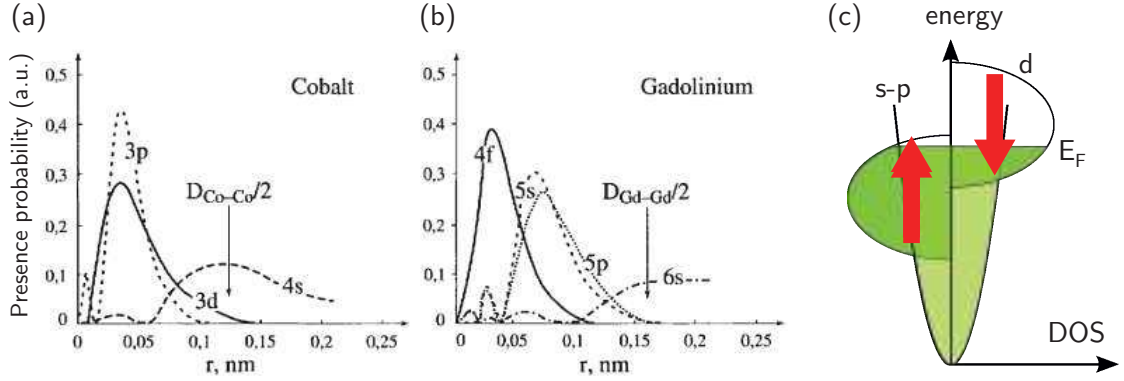 (a)
Presence probability (a.u.)
0,5
0,4
0,3
0,2
0,1
0
Cobalt
3p
D_Co–Co/2
3d
4s
0 0,05 0,1 0,15 0,2 0,25
r, nm
(b)
0,5
0,4
0,3
0,2
0,1
0
Gadolinium
4f
5s
D_Gd–Gd/2
5p
6s
0 0,05 0,1 0,15 0,2 0,25
r, nm
(c)
energy
d
s-p
E_F
DOS